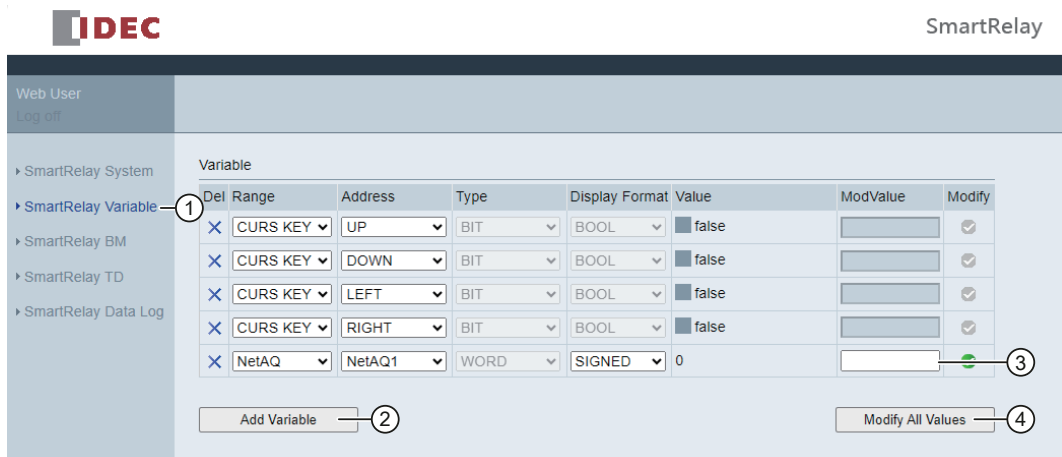 IDEC
SmartRelay
Web User
Log off
SmartRelay System
SmartRelay Variable
SmartRelay BM
SmartRelay TD
SmartRelay Data Log
Variable
Del Range Address Type Display Format Value ModValue Modify
CURS KEY UP BIT BOOL false
CURS KEY DOWN BIT BOOL false
CURS KEY LEFT BIT BOOL false
CURS KEY RIGHT BIT BOOL false
NetAQ NetAQ1 WORD SIGNED 0
Add Variable
Modify All Values
1
2
3
4